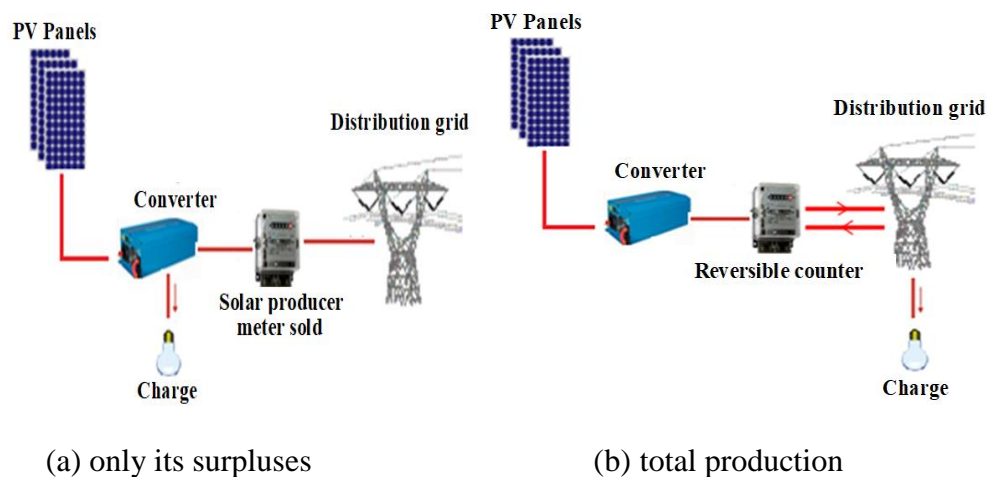 PV Panels
Distribution grid
Converter
Solar producer
meter sold
Charge
(a) only its surpluses
PV Panels
Distribution grid
Converter
Reversible counter
Charge
(b) total production